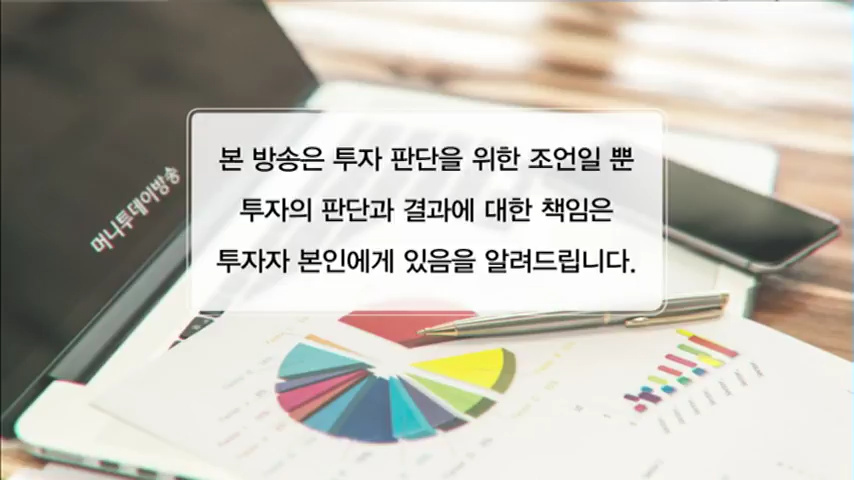 본 방송은 투자 판단을 위한 조언일 뿐
투자의 판단과 결과에 대한 책임은
투자자 본인에게 있음을 알려드립니다.
머니투데이방송